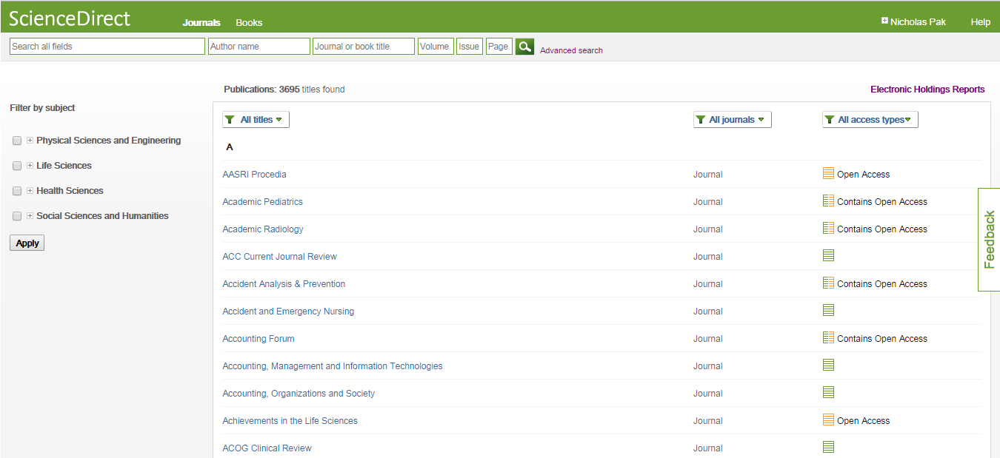 ScienceDirect Journals Books Nicholas Pak Help
Search all fields Author name Journal or book title Volume Issue Page Advanced search
Publications: 3695 titles found Electronic Holdings Reports
Filter by subject
All titles All journals All access types
Physical Sciences and Engineering
Life Sciences
Health Sciences
Social Sciences and Humanities
Apply
A
AASRI Procedia Journal Open Access
Academic Pediatrics Journal Contains Open Access
Academic Radiology Journal Contains Open Access
ACC Current Journal Review Journal
Accident Analysis & Prevention Journal Contains Open Access
Accident and Emergency Nursing Journal
Accounting Forum Journal Contains Open Access
Accounting, Management and Information Technologies Journal
Accounting, Organizations and Society Journal
Achievements in the Life Sciences Journal Open Access
ACOG Clinical Review Journal
Feedback